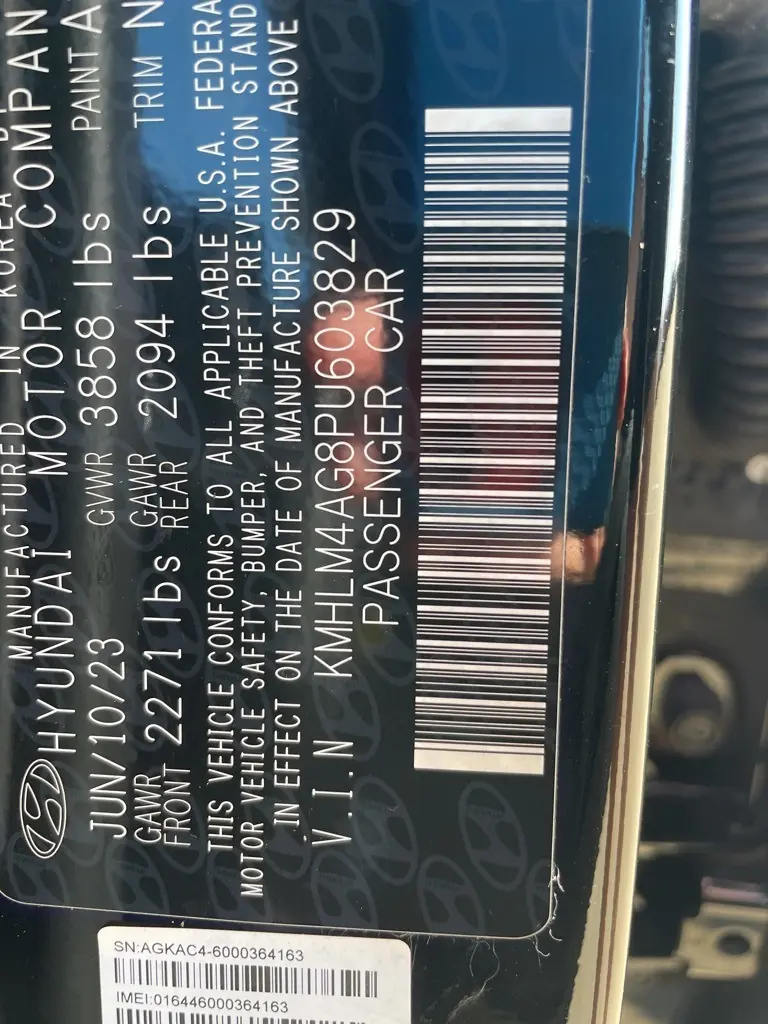 MANUFACTURED IN KOREA BY
HYUNDAI MOTOR COMPAN
JUN/10/23 GVWR 3858 lbs PAINT A
GAWR FRONT 2271 lbs GAWR REAR 2094 lbs TRIM N
THIS VEHICLE CONFORMS TO ALL APPLICABLE U.S.A. FEDERA
MOTOR VEHICLE SAFETY, BUMPER, AND THEFT PREVENTION STAND
IN EFFECT ON THE DATE OF MANUFACTURE SHOWN ABOVE
V.I.N KMHLM4AG8PU603829
PASSENGER CAR
SN:AGKAC4-6000364163
IMEI:016446000364163